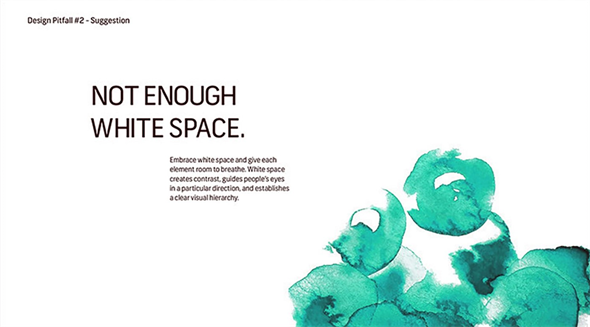 Design Pitfall #2 - Suggestion
NOT ENOUGH
WHITE SPACE.
Embrace white space and give each
element room to breathe. White space
creates contrast, guides people's eyes
in a particular direction, and establishes
a clear visual hierarchy.